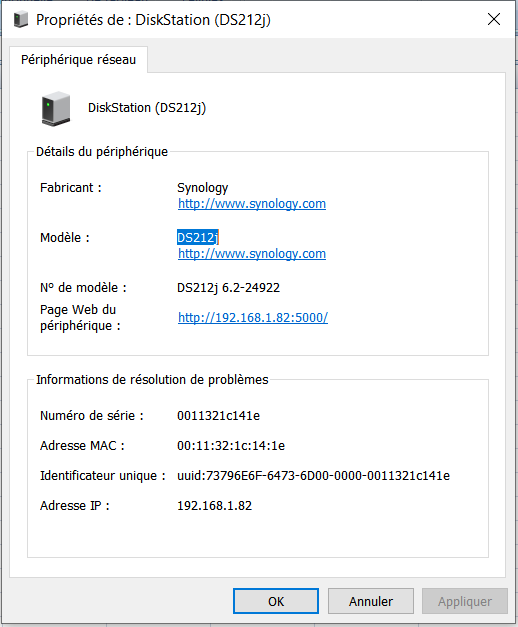 Propriétés de : DiskStation (DS212j)
Périphérique réseau
DiskStation (DS212j)
Détails du périphérique
Fabricant : Synology
http://www.synology.com
Modèle : DS212j
http://www.synology.com
N° de modèle : DS212j 6.2-24922
Page Web du périphérique : http://192.168.1.82:5000/
Informations de résolution de problèmes
Numéro de série : 0011321c141e
Adresse MAC : 00:11:32:1c:14:1e
Identificateur unique : uuid:73796E6F-6473-6D00-0000-0011321c141e
Adresse IP : 192.168.1.82
OK Annuler Appliquer